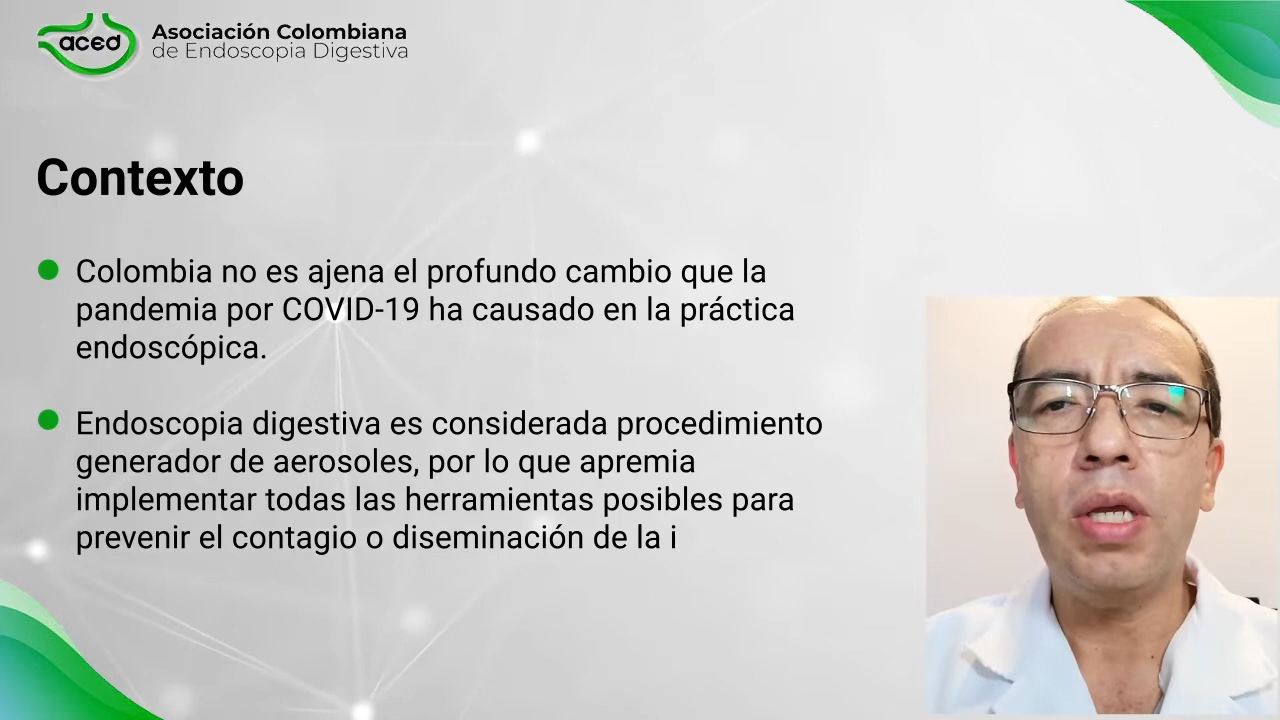 aced
Asociación Colombiana
de Endoscopia Digestiva
Contexto
Colombia no es ajena el profundo cambio que la
pandemia por COVID-19 ha causado en la práctica
endoscópica.
Endoscopia digestiva es considerada procedimiento
generador de aerosoles, por lo que apremia
implementar todas las herramientas posibles para
prevenir el contagio o diseminación de la i